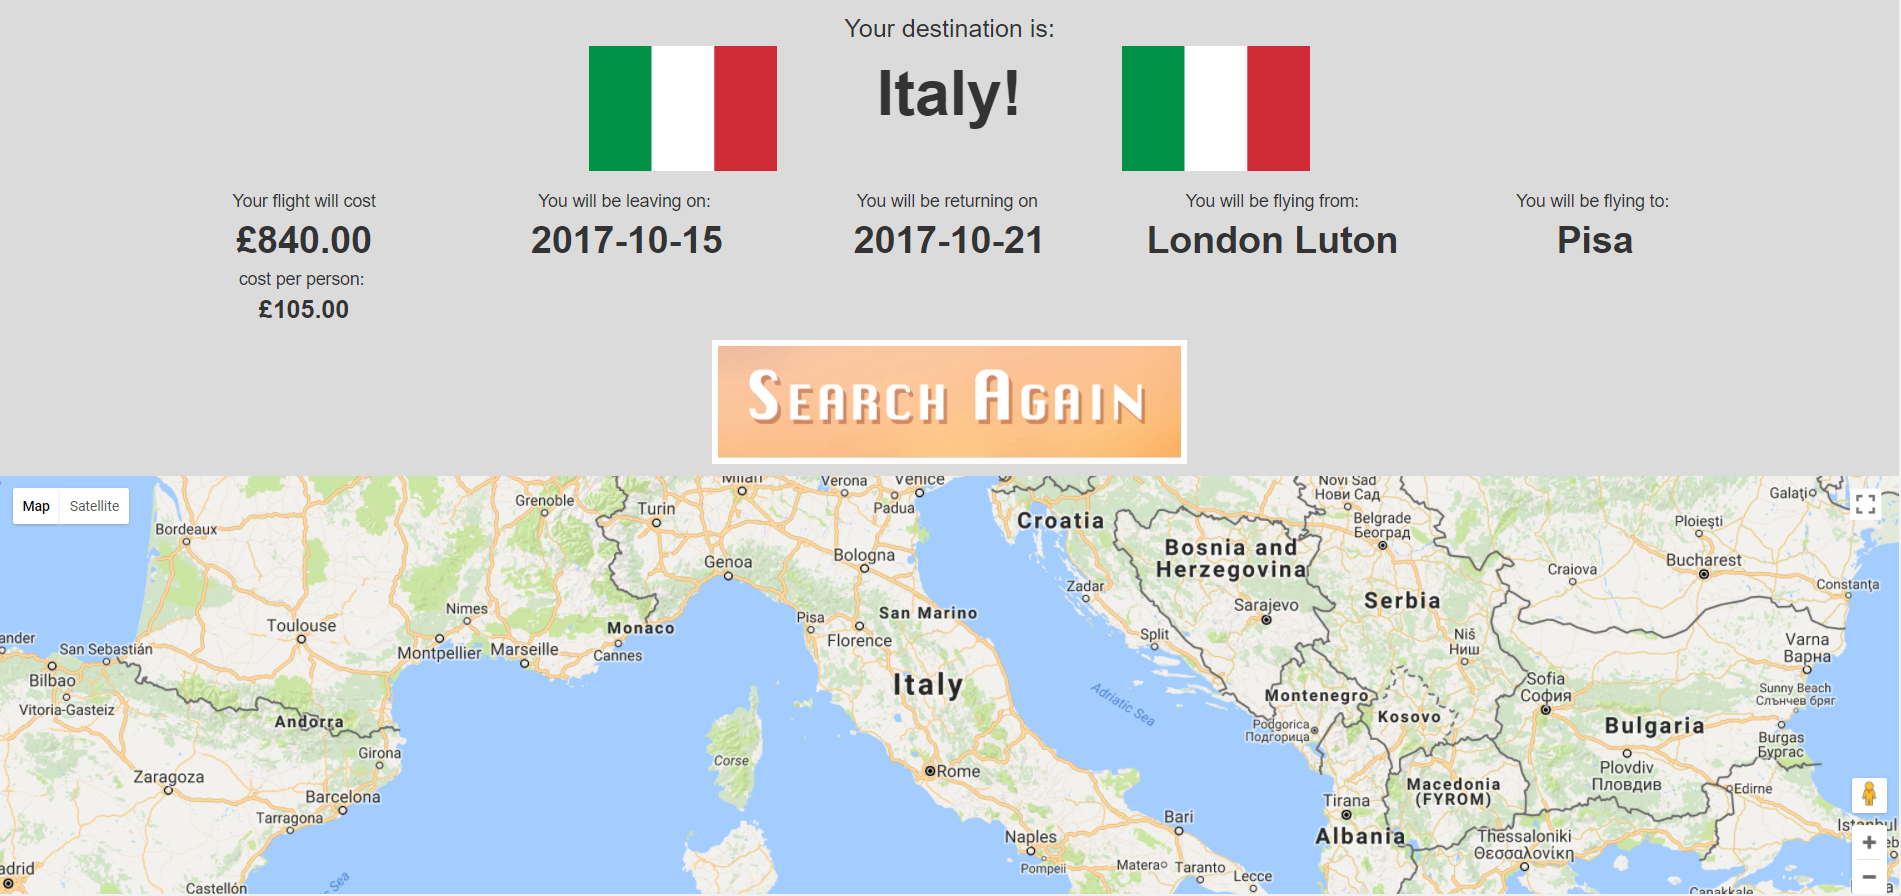 Your destination is:
Italy!
Your flight will cost
£840.00
cost per person:
£105.00
You will be leaving on:
2017-10-15
You will be returning on
2017-10-21
You will be flying from:
London Luton
You will be flying to:
Pisa
SEARCH AGAIN
Map Satellite
Milan
Verona
Venice
Padua
Grenoble
Turin
Bordeaux
Genoa
Bologna
Croatia
Bosnia and
Herzegovina
Novi Sad
Нови Сад
Belgrade
Београд
Galați
Ploiești
Bucharest
Craiova
Constanța
Zadar
Sarajevo
Serbia
Nimes
Toulouse
Montpellier
Marseille
Monaco
Cannes
Pisa
San Marino
Florence
Split
Niš
Ниш
Varna
Варна
ander
San Sebastián
Bilbao
Vitoria-Gasteiz
Andorra
Girona
Italy
Adriatic Sea
Montenegro
Podgorica
Подгорица
Kosovo
Sofia
София
Sunny Beach
Слънчев бряг
Bulgaria
Burgas
Бургас
Corse
Rome
Zaragoza
Barcelona
Tarragona
Macedonia
(FYROM)
Plovdiv
Пловдив
Edirne
Tirana
Albania
Bari
Naples
Pompeii
Matera
Taranto
Lecce
Thessaloniki
Θεσσαλονίκη
Istanbul
adrid
Castellón
Sea
Çanakkale